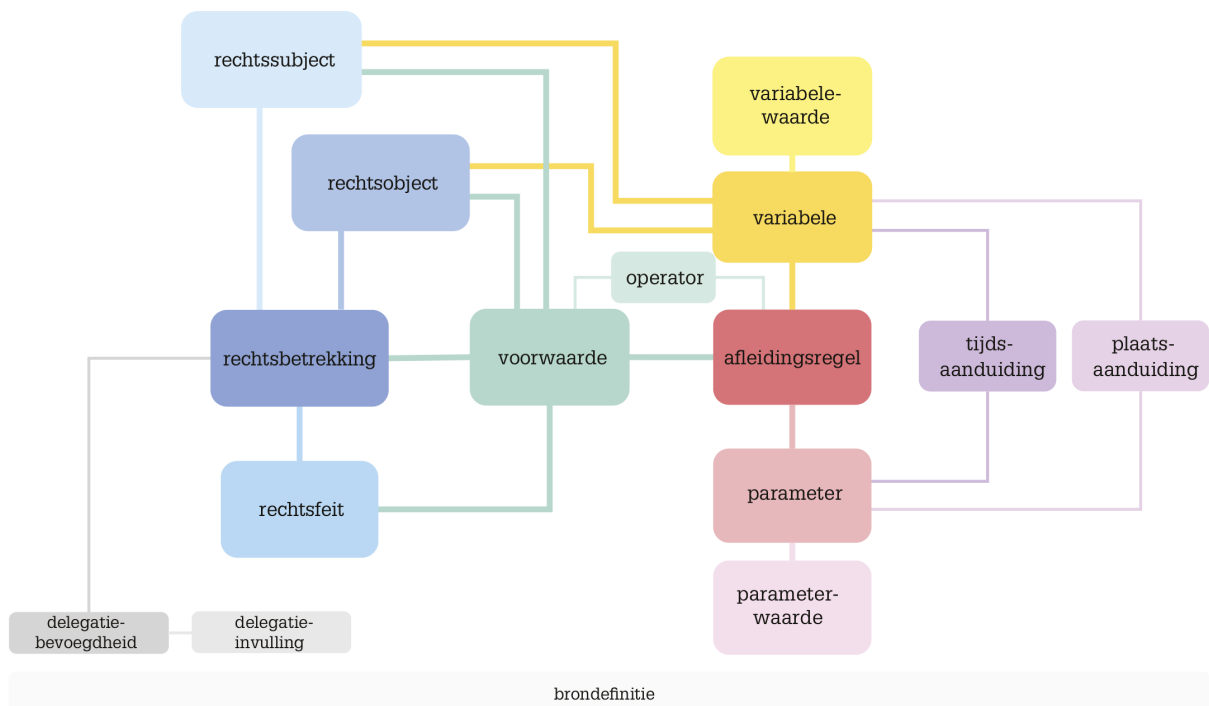 rechtssubject
variabele-
waarde
rechtsobject
variabele
operator
rechtsbetrekking
voorwaarde
afleidingsregel
tijds-
aanduiding
plaats-
aanduiding
rechtsfeit
parameter
parameter-
waarde
delegatie-
bevoegdheid
delegatie-
invulling
brondefinitie